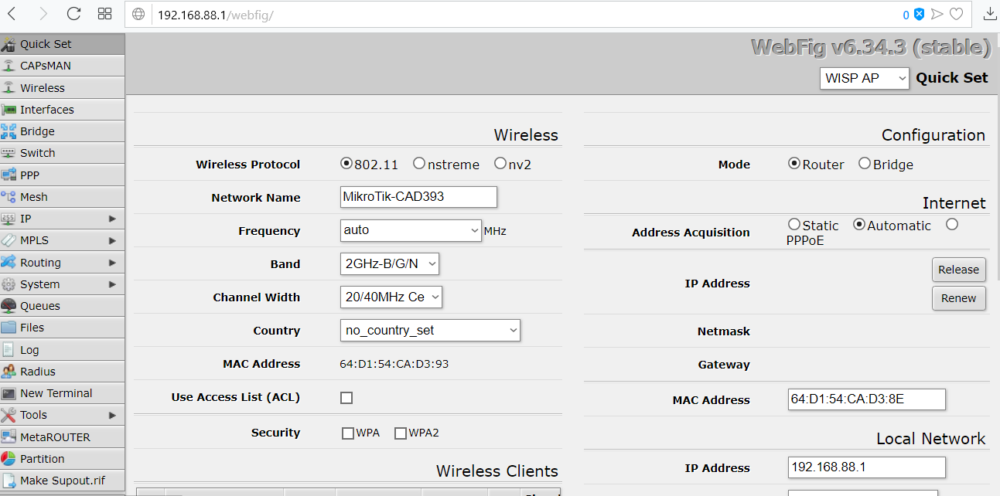 192.168.88.1/webfig/
0
Quick Set
CAPsMAN
Wireless
Interfaces
Bridge
Switch
PPP
Mesh
IP
MPLS
Routing
System
Queues
Files
Log
Radius
New Terminal
Tools
MetaROUTER
Partition
Make Supout.rif
WebFig v6.34.3 (stable)
WISP AP Quick Set
Wireless
Wireless Protocol 802.11 nstreme nv2
Network Name MikroTik-CAD393
Frequency auto MHz
Band 2GHz-B/G/N
Channel Width 20/40MHz Ce
Country no_country_set
MAC Address 64:D1:54:CA:D3:93
Use Access List (ACL)
Security WPA WPA2
Wireless Clients
Configuration
Mode Router Bridge
Internet
Address Acquisition Static Automatic
PPPoE
IP Address Release
Renew
Netmask
Gateway
MAC Address 64:D1:54:CA:D3:8E
Local Network
IP Address 192.168.88.1